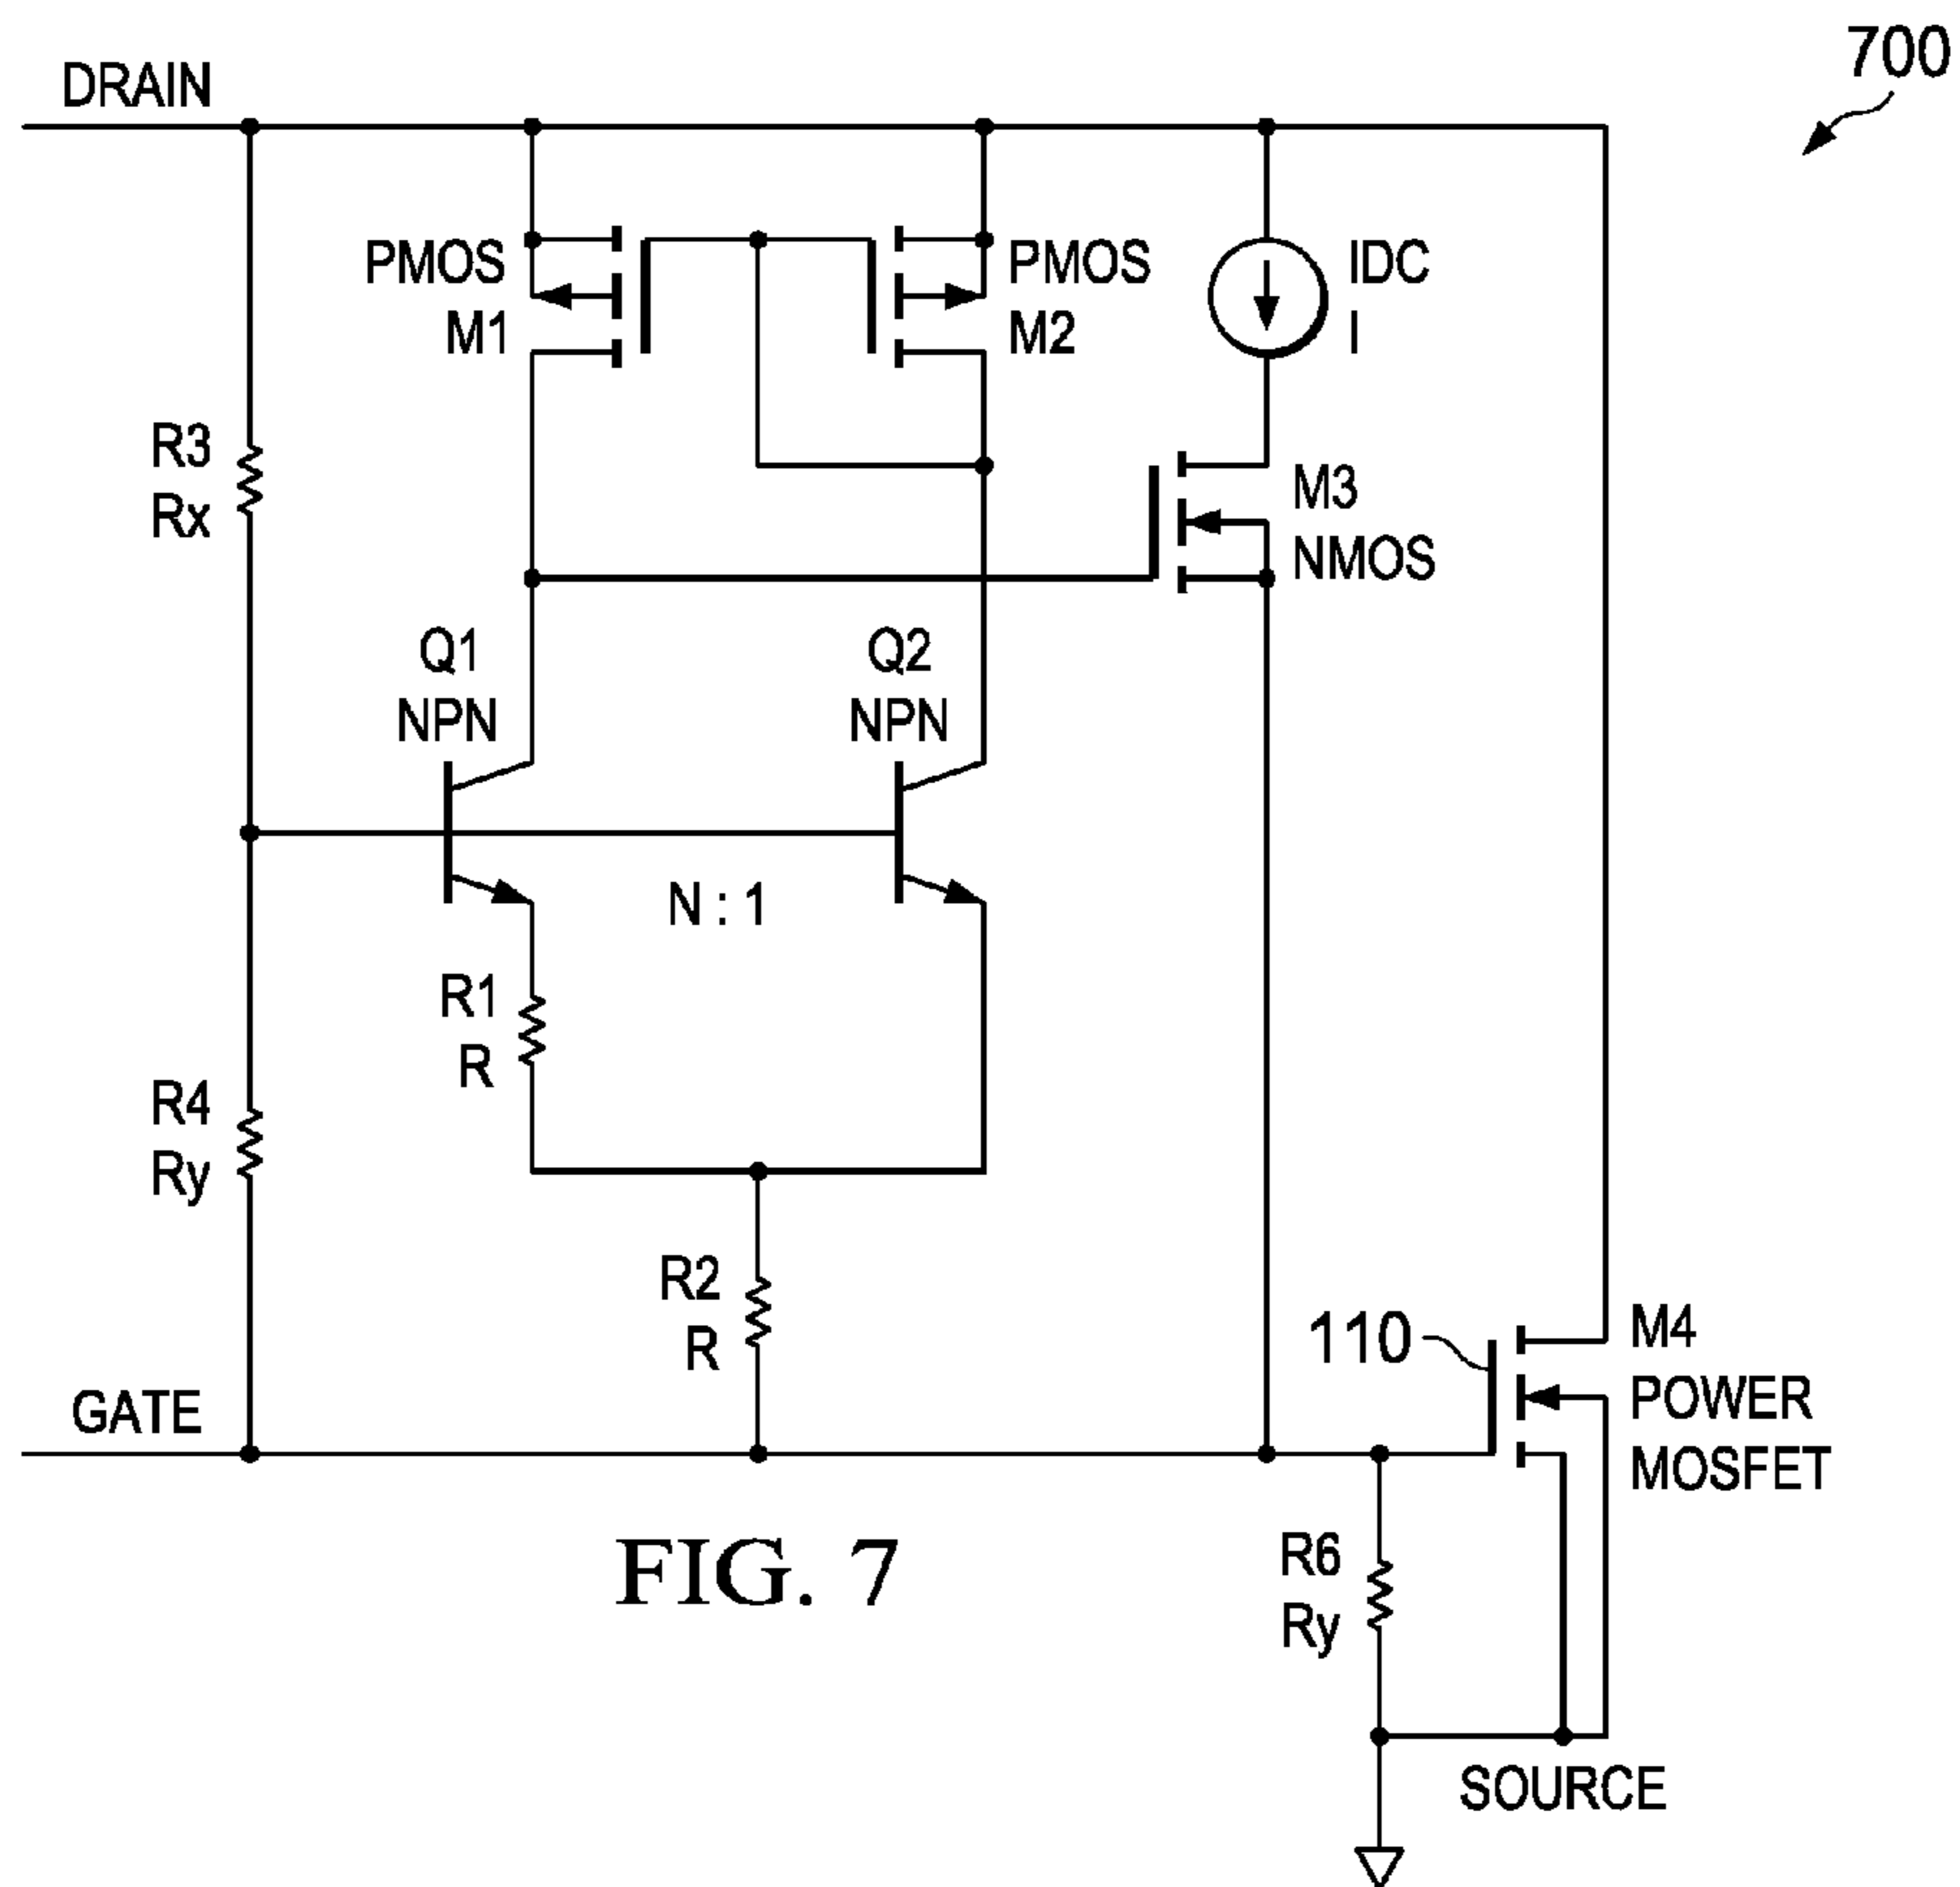 700
DRAIN
PMOS
M1
PMOS
M2
IDC
I
R3
Rx
M3
NMOS
Q1
NPN
Q2
NPN
N : 1
R1
R
R4
Ry
R2
R
110
M4
POWER
MOSFET
GATE
R6
Ry
SOURCE
FIG. 7